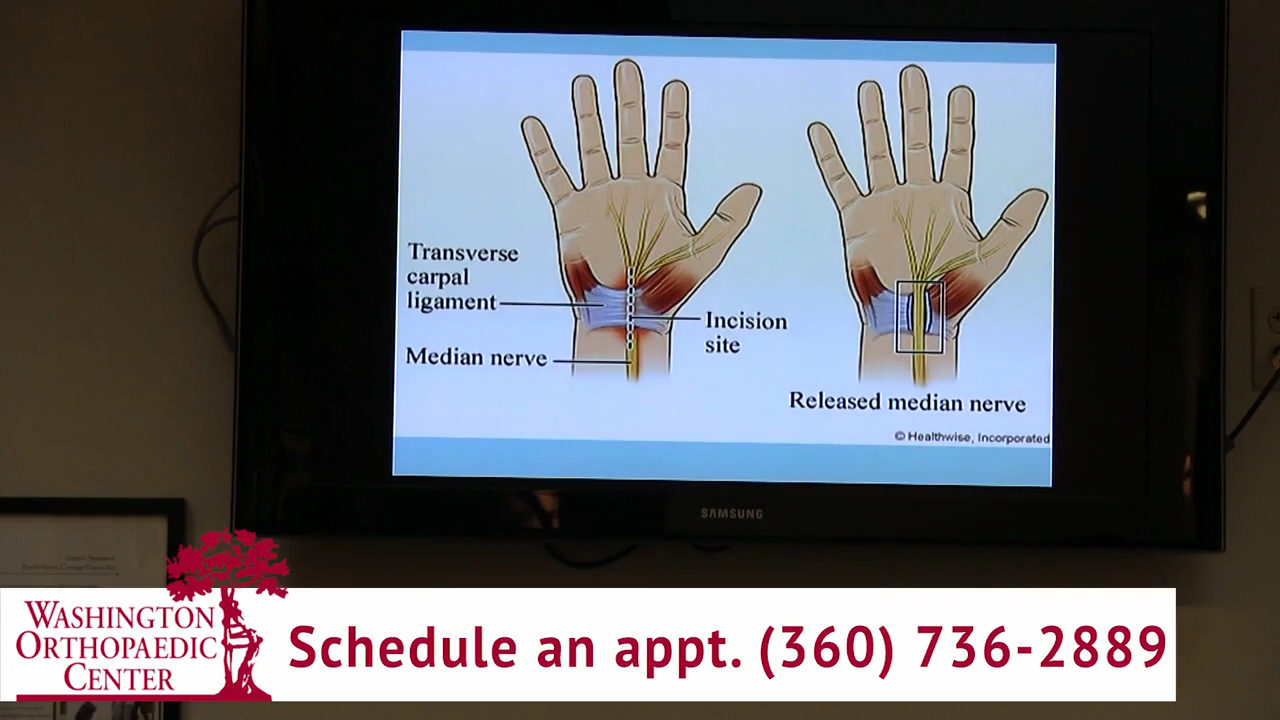 Transverse
carpal
ligament
Incision
site
Median nerve
Released median nerve
© Healthwise, Incorporated
SAMSUNG
WASHINGTON
ORTHOPAEDIC
CENTER
Schedule an appt. (360) 736-2889